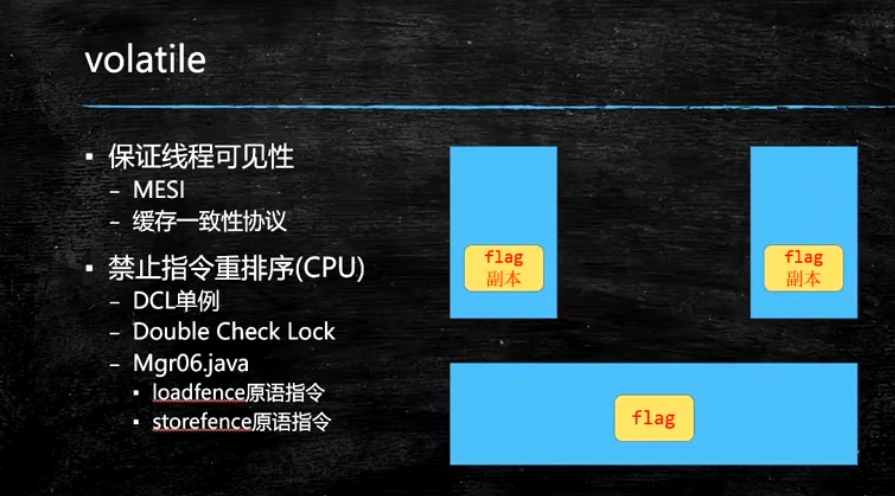 volatile
保证线程可见性
MESI
缓存一致性协议
禁止指令重排序(CPU)
DCL单例
Double Check Lock
Mgr06.java
loadfence原语指令
storefence原语指令
flag
副本
flag
副本
flag